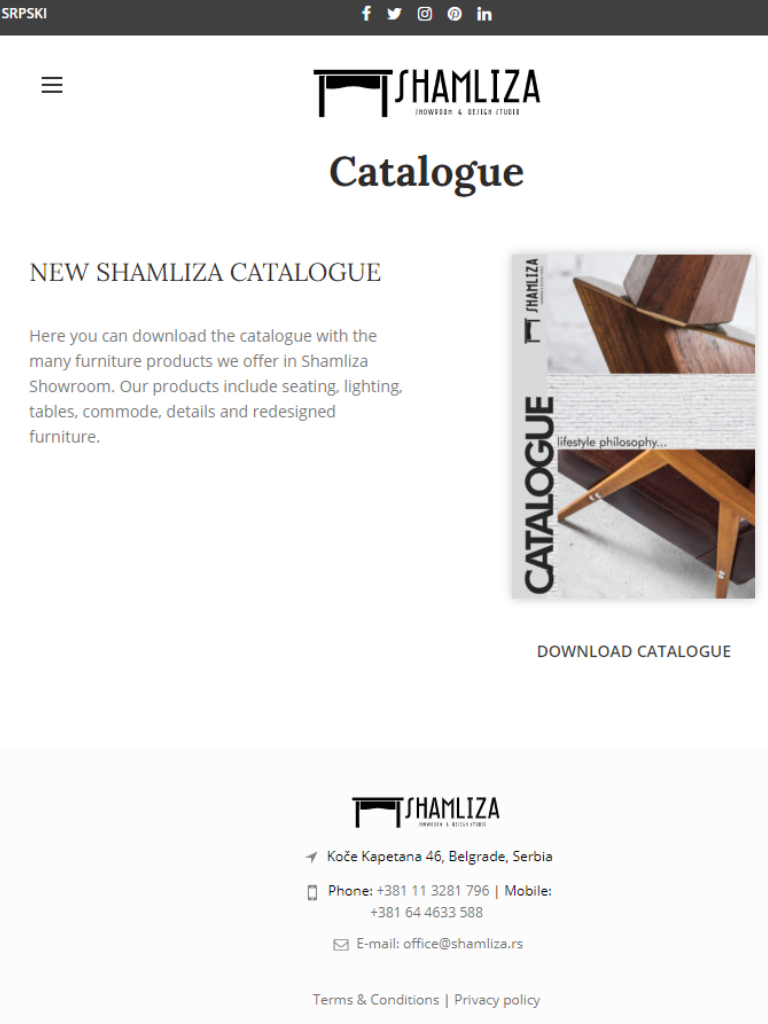 SRPSKI
SHAMLIZA
SHOWROOM & DESIGN STUDIO
Catalogue
NEW SHAMLIZA CATALOGUE
Here you can download the catalogue with the
many furniture products we offer in Shamliza
Showroom. Our products include seating, lighting,
tables, commode, details and redesigned
furniture.
SHAMLIZA
CATALOGUE
lifestyle philosophy...
DOWNLOAD CATALOGUE
SHAMLIZA
SHOWROOM & DESIGN STUDIO
Koče Kapetana 46, Belgrade, Serbia
Phone: +381 11 3281 796 | Mobile:
+381 64 4633 588
E-mail: office@shamliza.rs
Terms & Conditions | Privacy policy